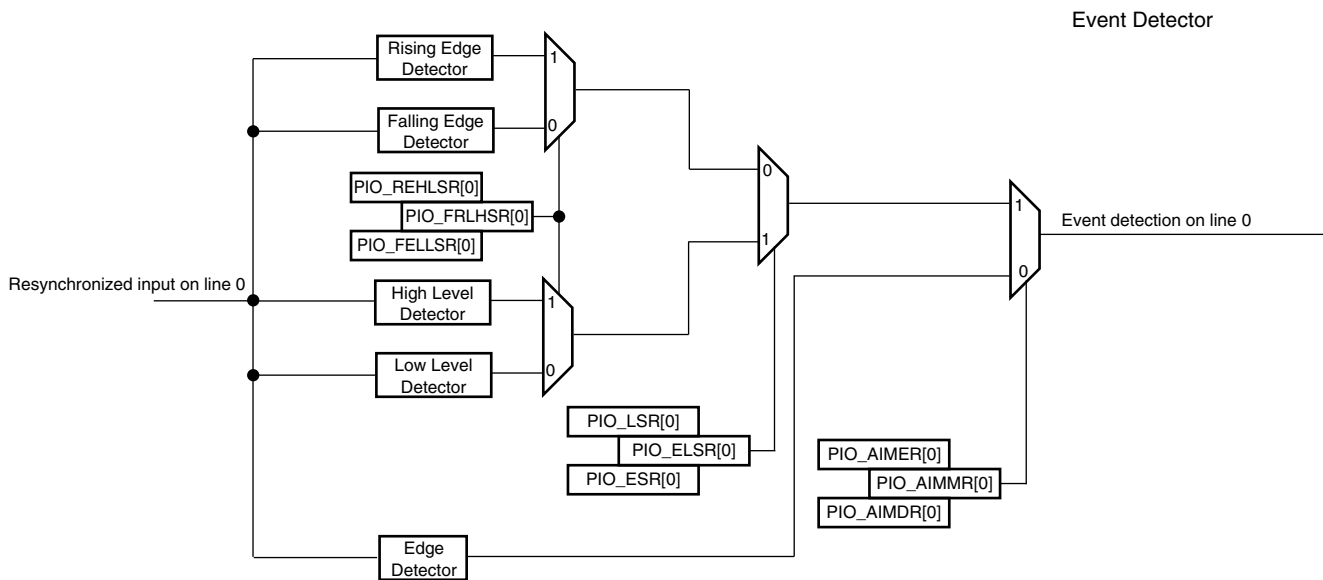 Event Detector
Rising Edge
Detector
1
Falling Edge
Detector
0
PIO_REHLSR[0]
PIO_FRLHSR[0]
PIO_FELLSR[0]
0
1
1
Event detection on line 0
0
Resynchronized input on line 0
High Level
Detector
1
Low Level
Detector
0
PIO_LSR[0]
PIO_ELSR[0]
PIO_ESR[0]
PIO_AIMER[0]
PIO_AIMMR[0]
PIO_AIMDR[0]
Edge
Detector